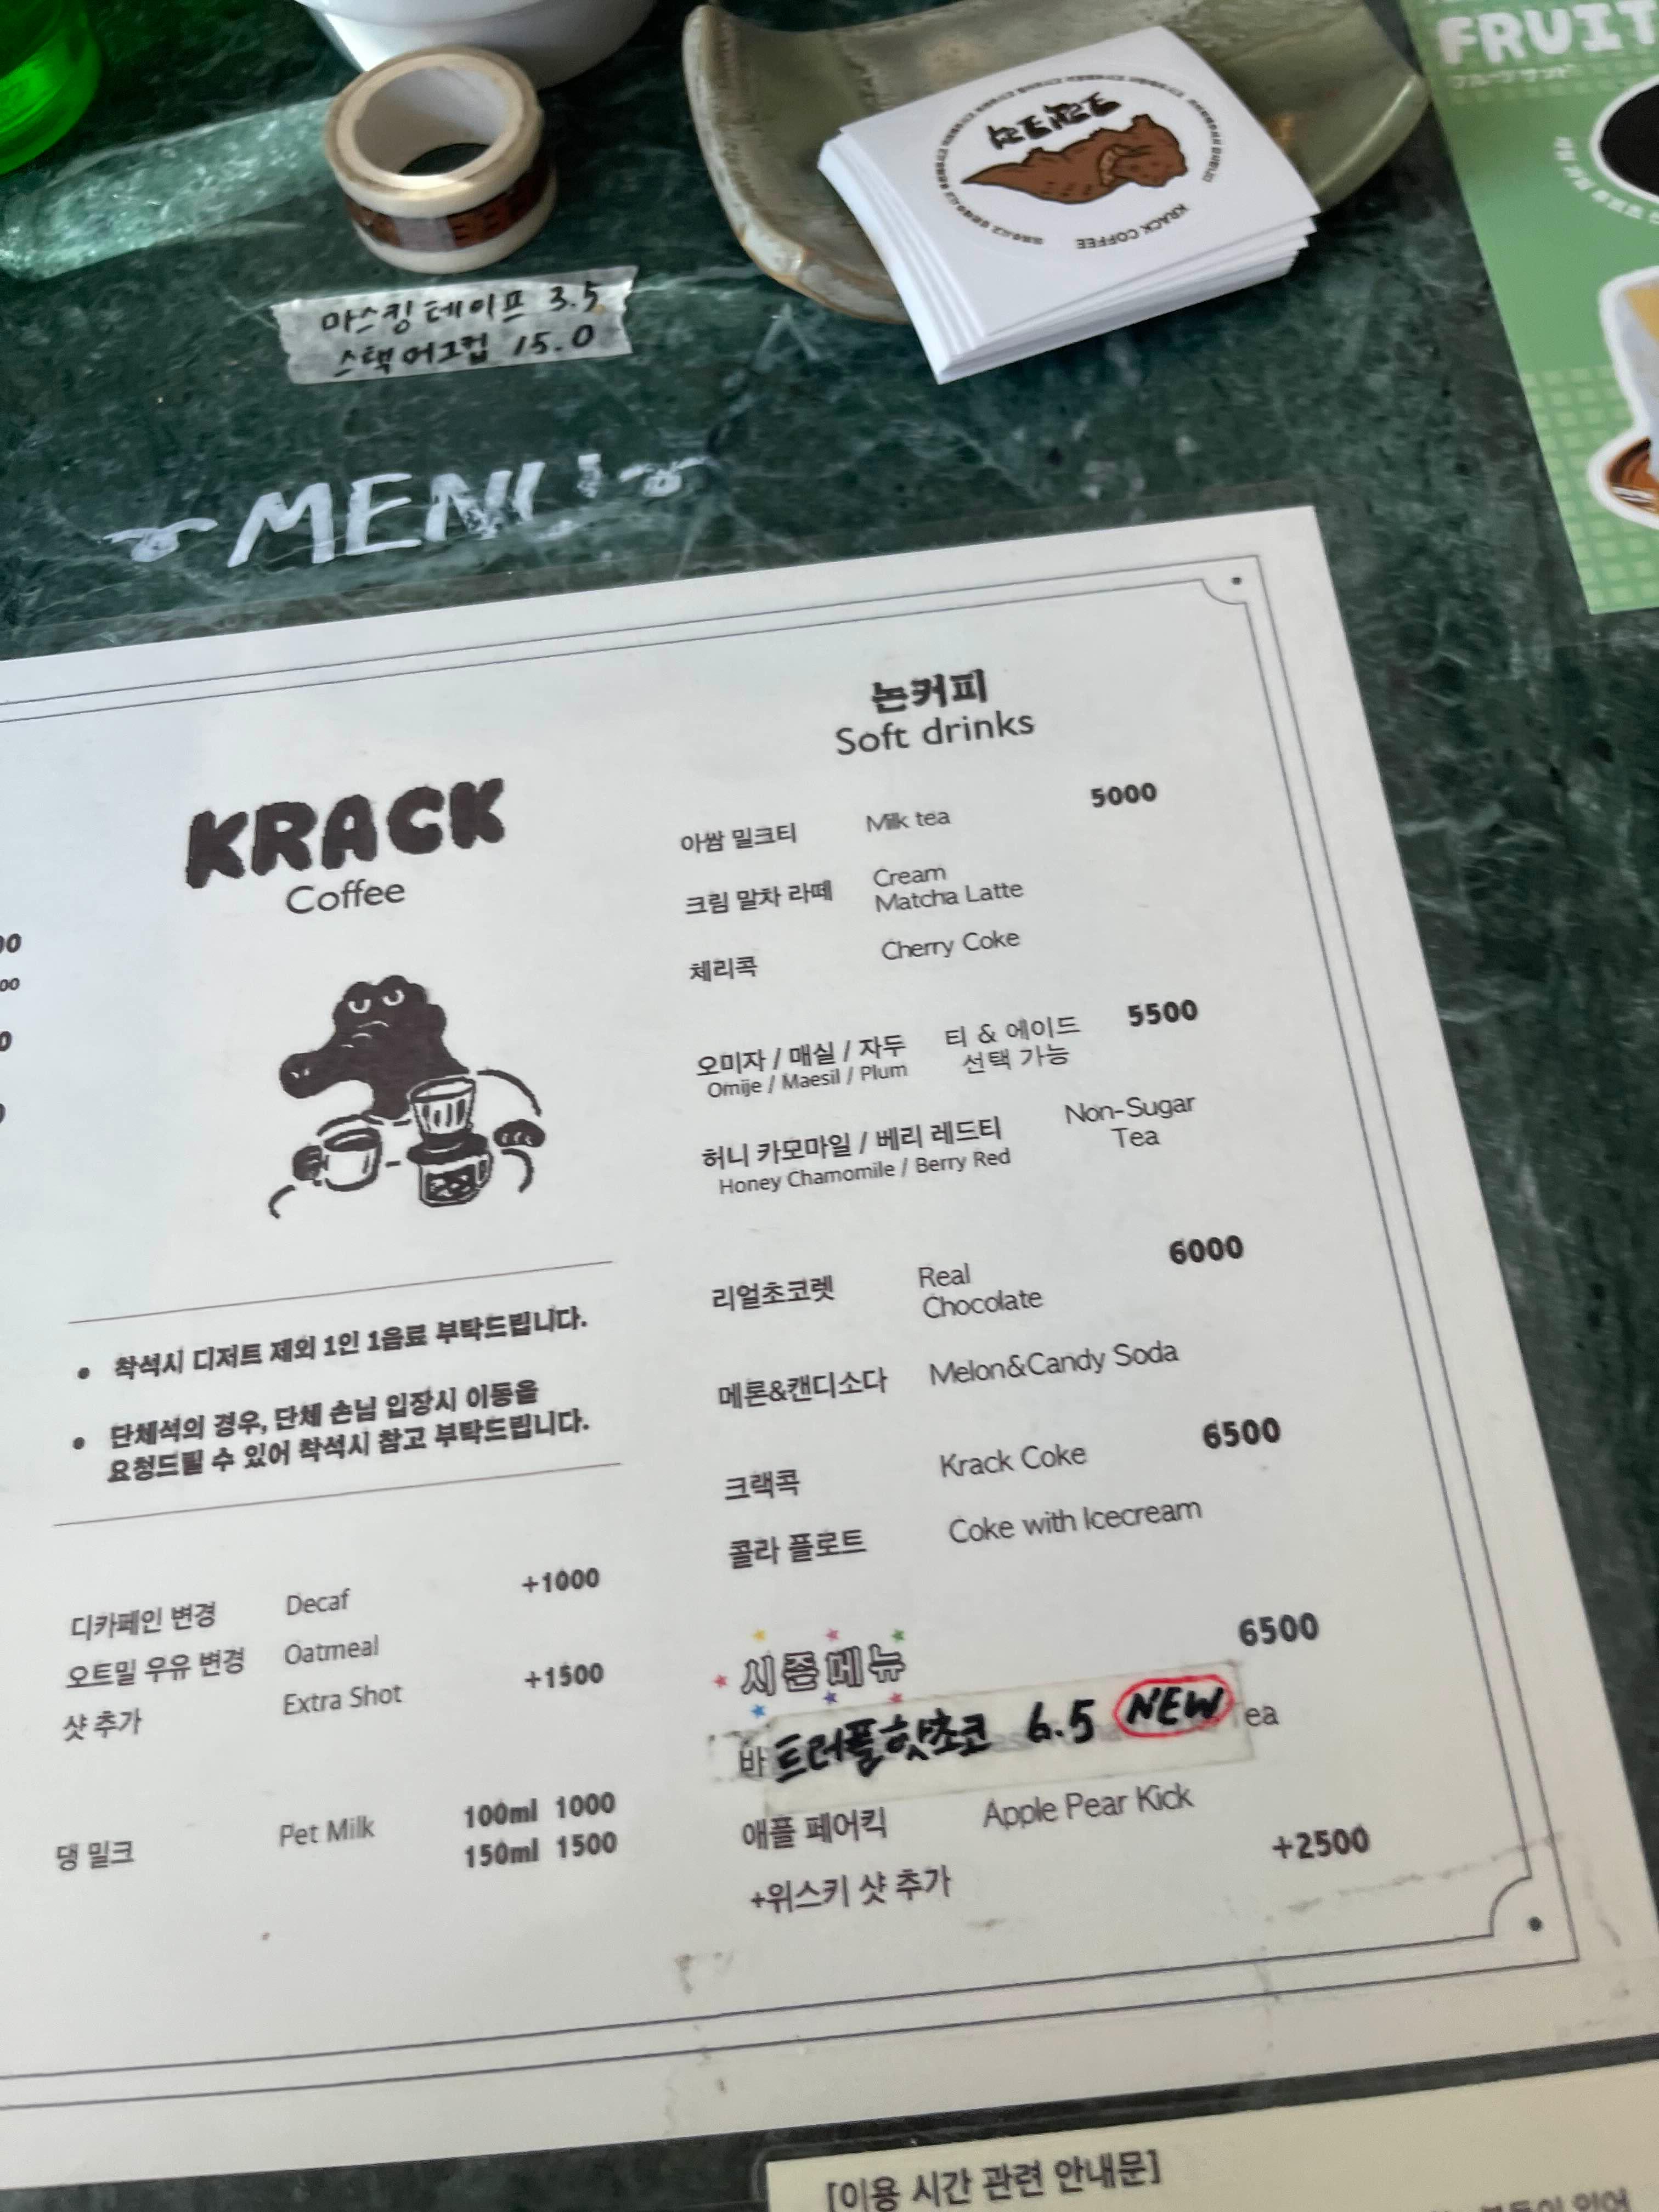 FRUIT
크래커
KRACK COFFEE
마스킹테이프 3.5
스택머그컵 15.0
MENU
KRACK
Coffee
착석시 디저트 제외 1인 1음료 부탁드립니다.
단체석의 경우, 단체 손님 입장시 이동을
요청드릴 수 있어 착석시 참고 부탁드립니다.
디카페인 변경 Decaf +1000
오트밀 우유 변경 Oatmeal
샷 추가 Extra Shot +1500
댕 밀크 Pet Milk 100ml 1000
150ml 1500
논커피
Soft drinks
아쌈 밀크티 Milk tea 5000
크림 말차 라떼 Cream
Matcha Latte
체리콕 Cherry Coke
오미자 / 매실 / 자두 티 & 에이드 5500
Omije / Maesil / Plum 선택 가능
허니 카모마일 / 베리 레드티 Non-Sugar
Honey Chamomile / Berry Red Tea
리얼초코렛 Real 6000
Chocolate
메론&캔디소다 Melon&Candy Soda
크랙콕 Krack Coke 6500
콜라 플로트 Coke with Icecream
시즌메뉴 6500
바 트러플핫초코 6.5 NEW ea
애플 페어킥 Apple Pear Kick
+위스키 샷 추가 +2500
[이용 시간 관련 안내문]